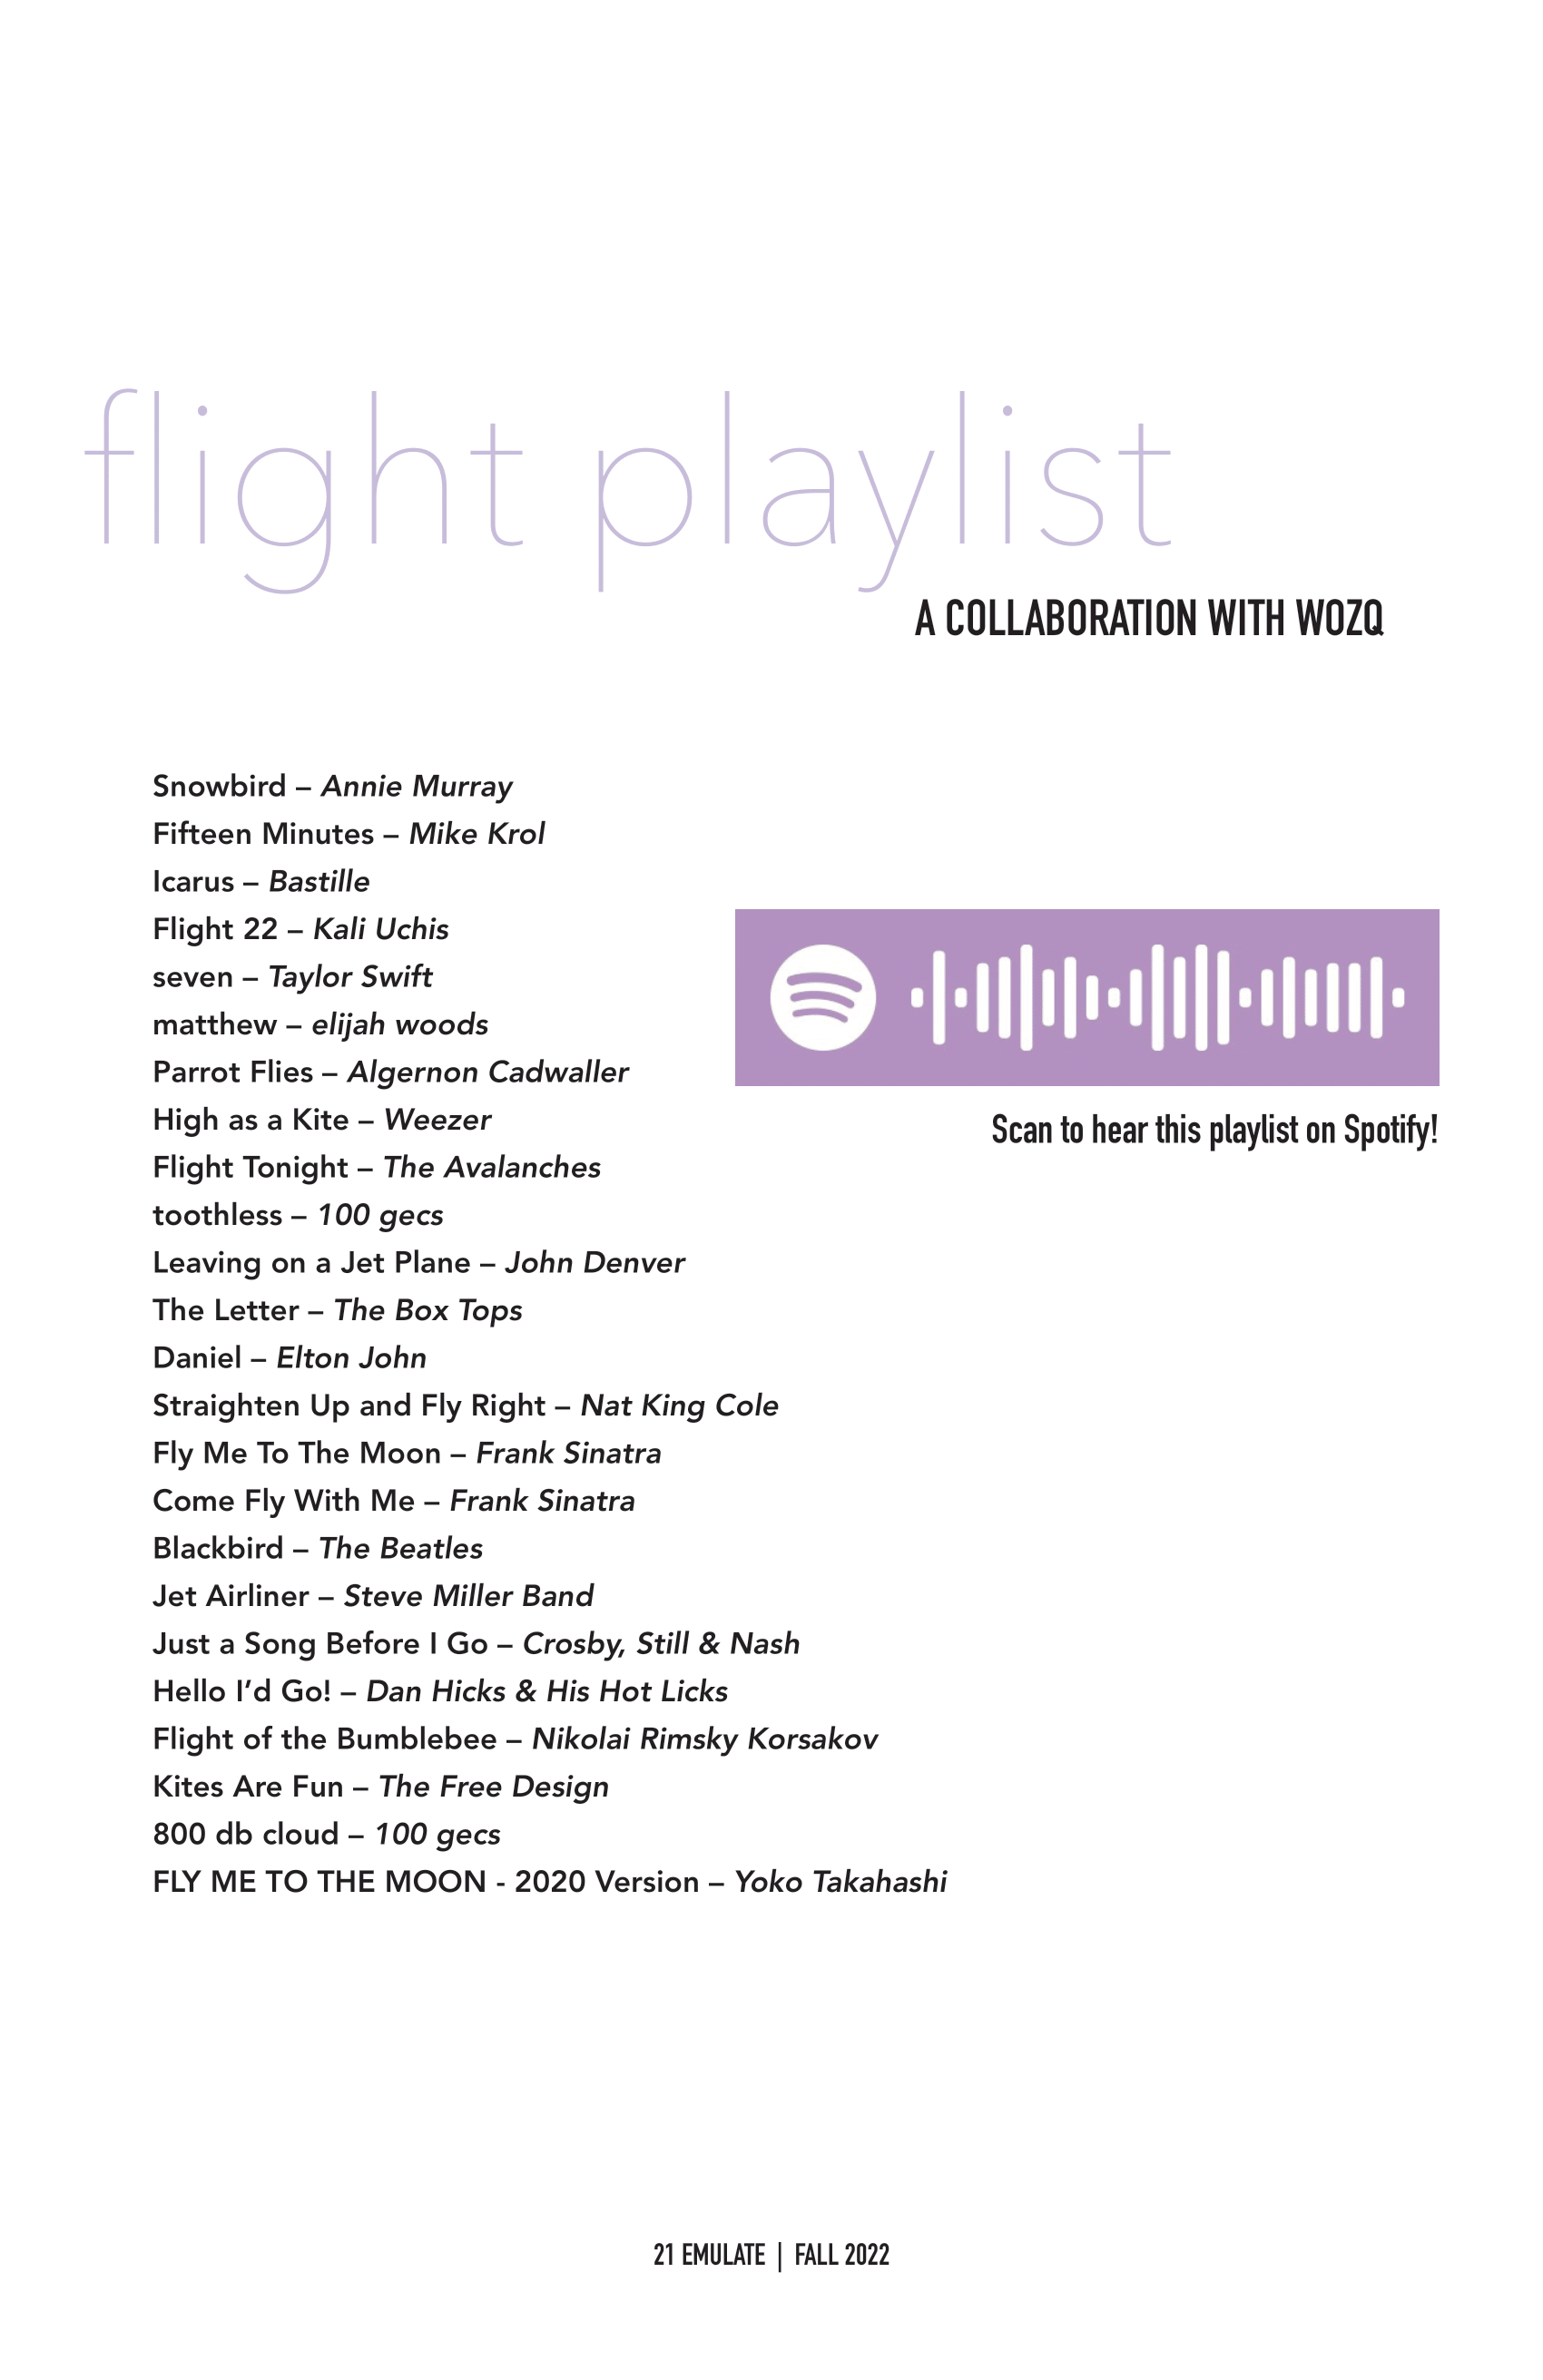 flight playlist
A COLLABORATION WITH WOZQ
Snowbird – Annie Murray
Fifteen Minutes – Mike Krol
Icarus – Bastille
Flight 22 – Kali Uchis
seven – Taylor Swift
matthew – elijah woods
Parrot Flies – Algernon Cadwaller
High as a Kite – Weezer
Flight Tonight – The Avalanches
toothless – 100 gecs
Leaving on a Jet Plane – John Denver
The Letter – The Box Tops
Daniel – Elton John
Straighten Up and Fly Right – Nat King Cole
Fly Me To The Moon – Frank Sinatra
Come Fly With Me – Frank Sinatra
Blackbird – The Beatles
Jet Airliner – Steve Miller Band
Just a Song Before I Go – Crosby, Still & Nash
Hello I’d Go! – Dan Hicks & His Hot Licks
Flight of the Bumblebee – Nikolai Rimsky Korsakov
Kites Are Fun – The Free Design
800 db cloud – 100 gecs
FLY ME TO THE MOON - 2020 Version – Yoko Takahashi
Scan to hear this playlist on Spotify!
21 EMULATE | FALL 2022